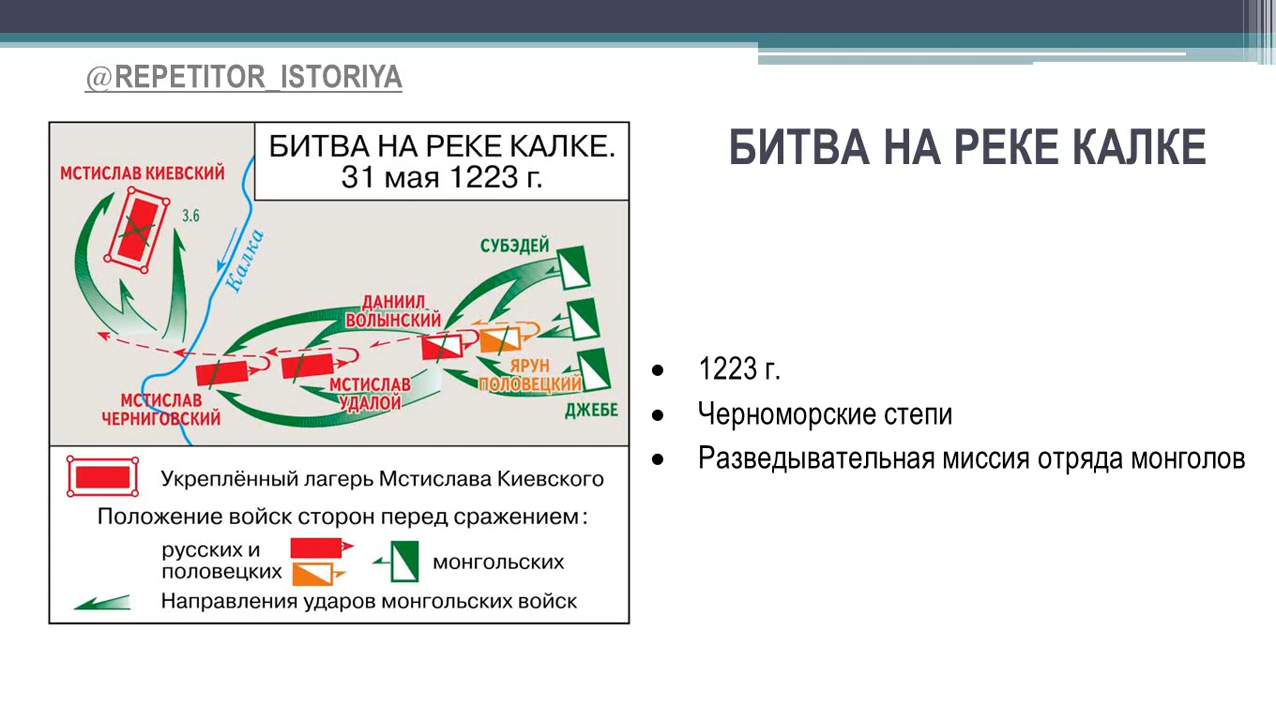 @REPETITOR_ISTORIYA
БИТВА НА РЕКЕ КАЛКЕ.
31 мая 1223 г.
МСТИСЛАВ КИЕВСКИЙ
3.6
Калка
СУБЭДЕЙ
ДАНИИЛ
ВОЛЫНСКИЙ
ЯРУН
ПОЛОВЕЦКИЙ
МСТИСЛАВ
УДАЛОЙ
ДЖЕБЕ
МСТИСЛАВ
ЧЕРНИГОВСКИЙ
Укреплённый лагерь Мстислава Киевского
Положение войск сторон перед сражением:
русских и
половецких
монгольских
Направления ударов монгольских войск
БИТВА НА РЕКЕ КАЛКЕ
• 1223 г.
• Черноморские степи
• Разведывательная миссия отряда монголов